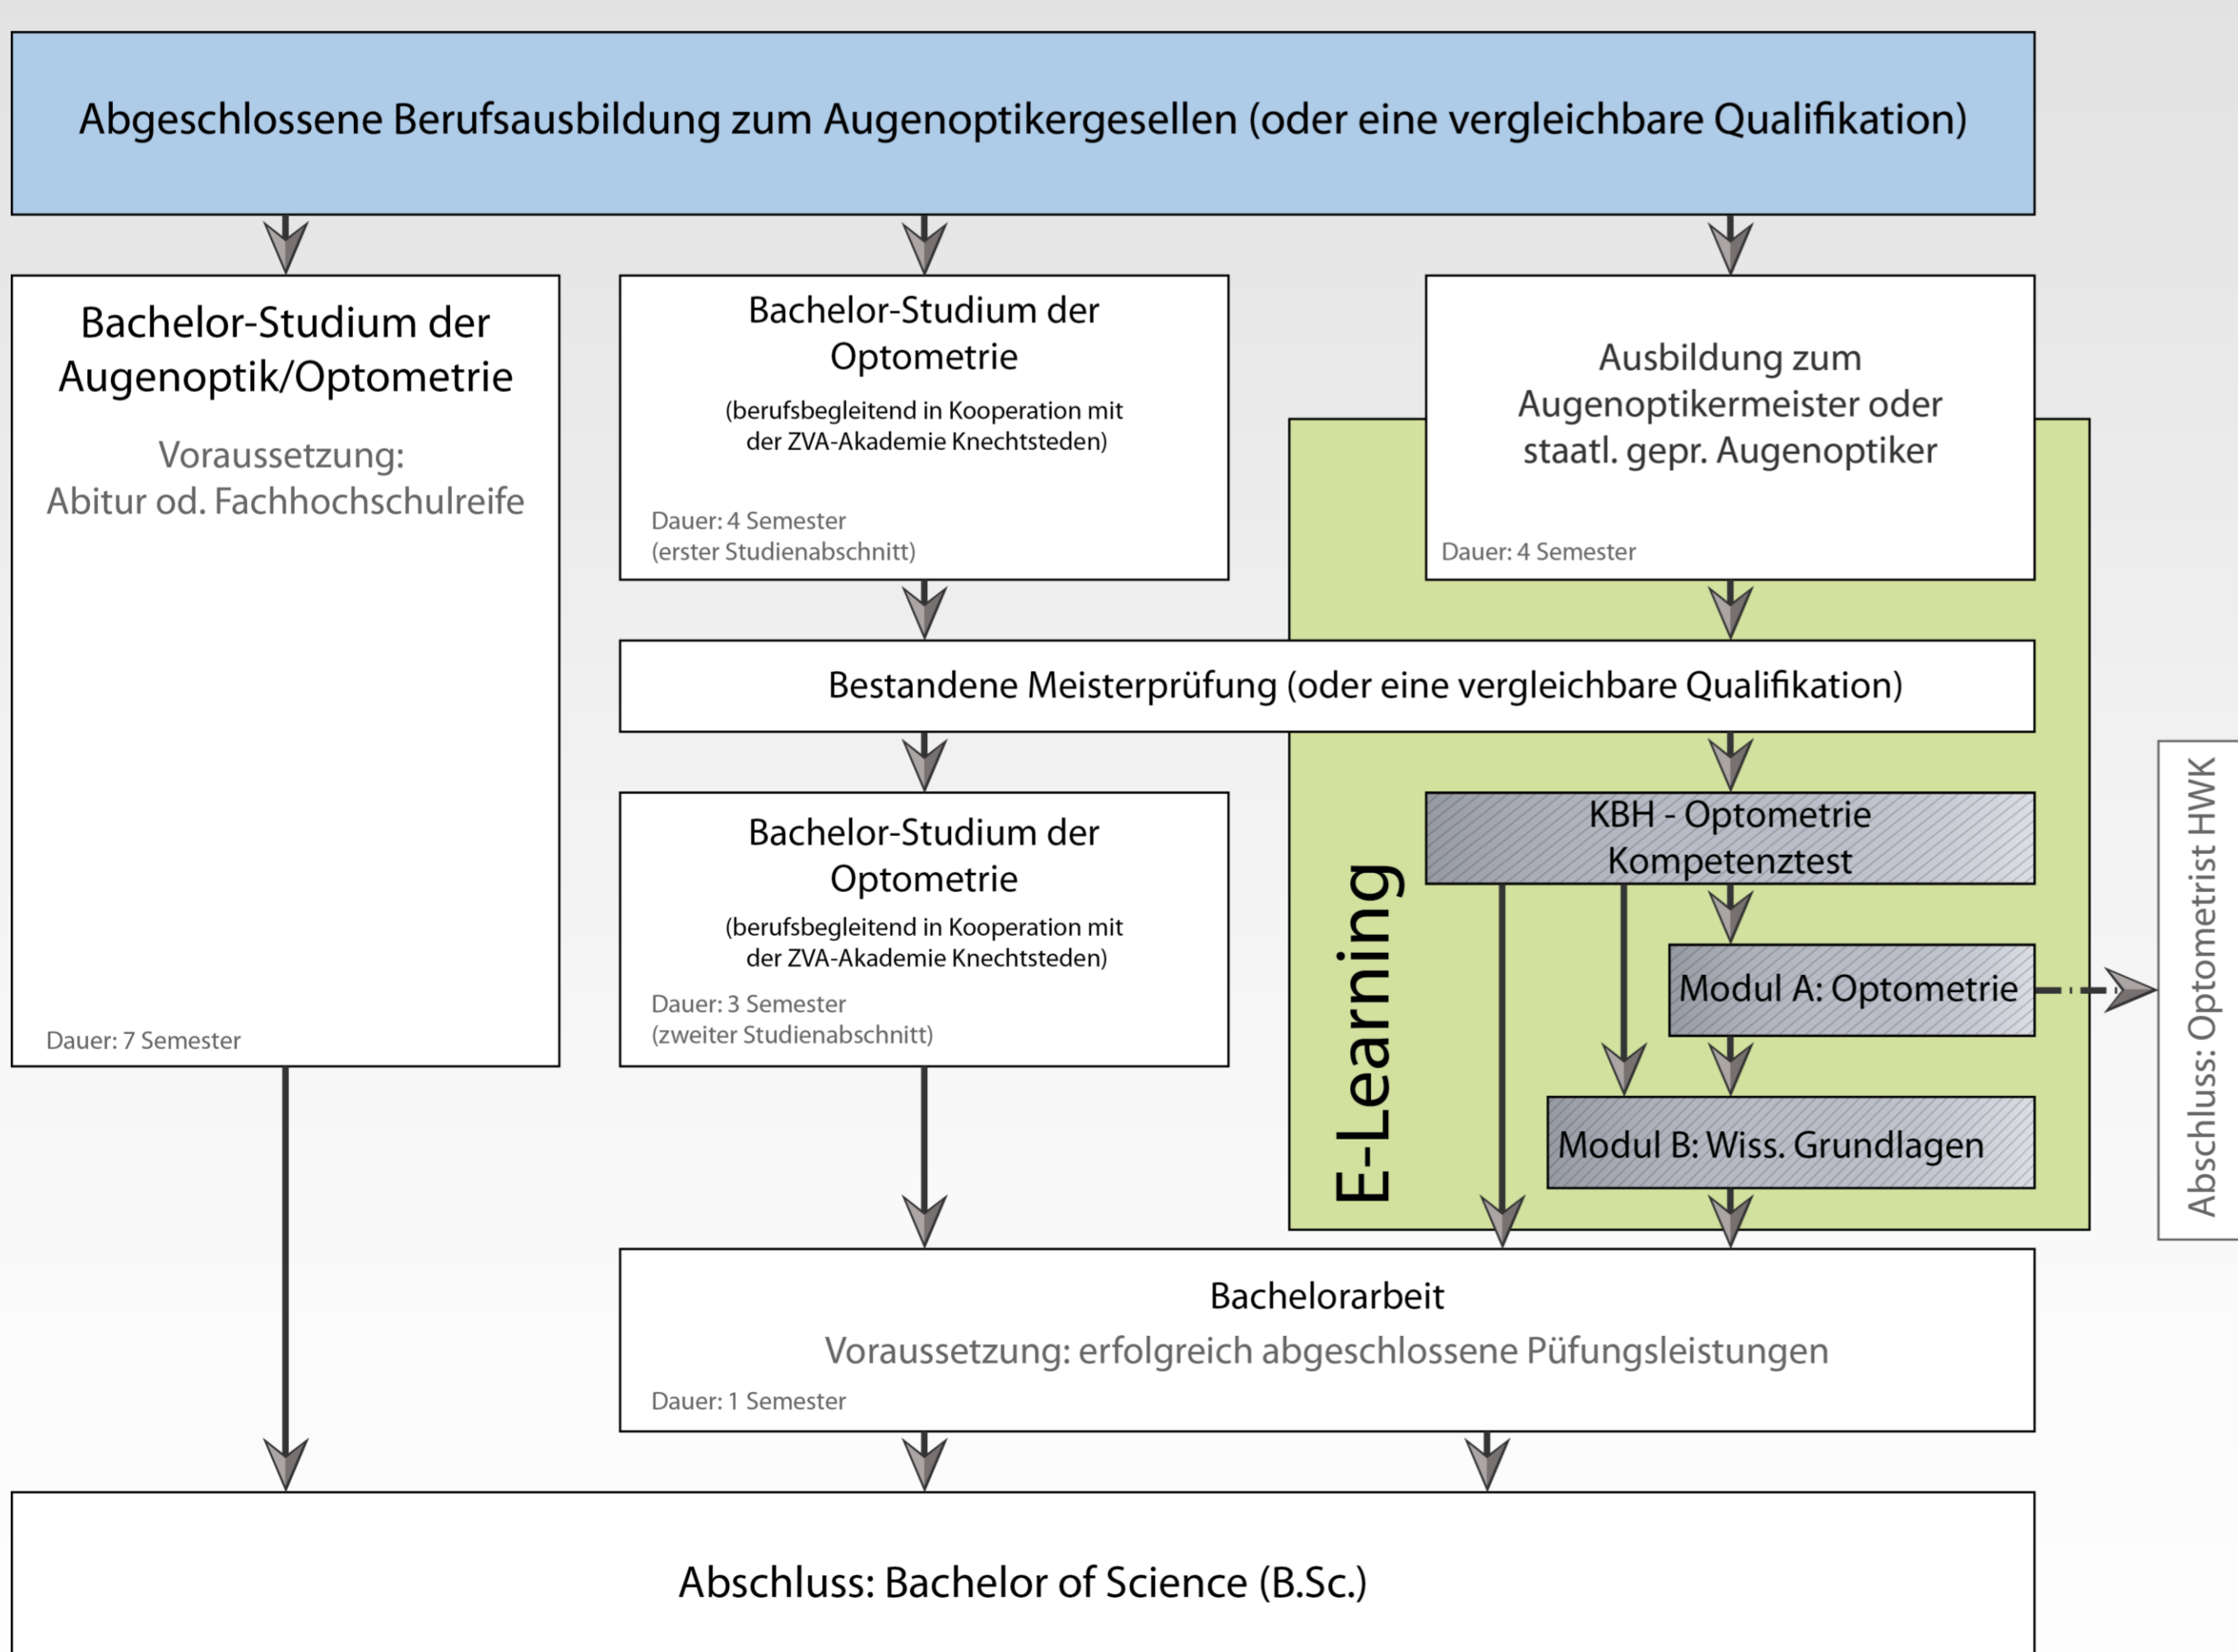 Abgeschlossene Berufsausbildung zum Augenoptikergesellen (oder eine vergleichbare Qualifikation)
Bachelor-Studium der
Augenoptik/Optometrie
Voraussetzung:
Abitur od. Fachhochschulreife
Dauer: 7 Semester
Bachelor-Studium der
Optometrie
(berufsbegleitend in Kooperation mit
der ZVA-Akademie Knechtsteden)
Dauer: 4 Semester
(erster Studienabschnitt)
Ausbildung zum
Augenoptikermeister oder
staatl. gepr. Augenoptiker
Dauer: 4 Semester
Bestandene Meisterprüfung (oder eine vergleichbare Qualifikation)
Bachelor-Studium der
Optometrie
(berufsbegleitend in Kooperation mit
der ZVA-Akademie Knechtsteden)
Dauer: 3 Semester
(zweiter Studienabschnitt)
E-Learning
KBH - Optometrie
Kompetenztest
Modul A: Optometrie
Modul B: Wiss. Grundlagen
Abschluss: Optometrist HWK
Bachelorarbeit
Voraussetzung: erfolgreich abgeschlossene Püfungsleistungen
Dauer: 1 Semester
Abschluss: Bachelor of Science (B.Sc.)